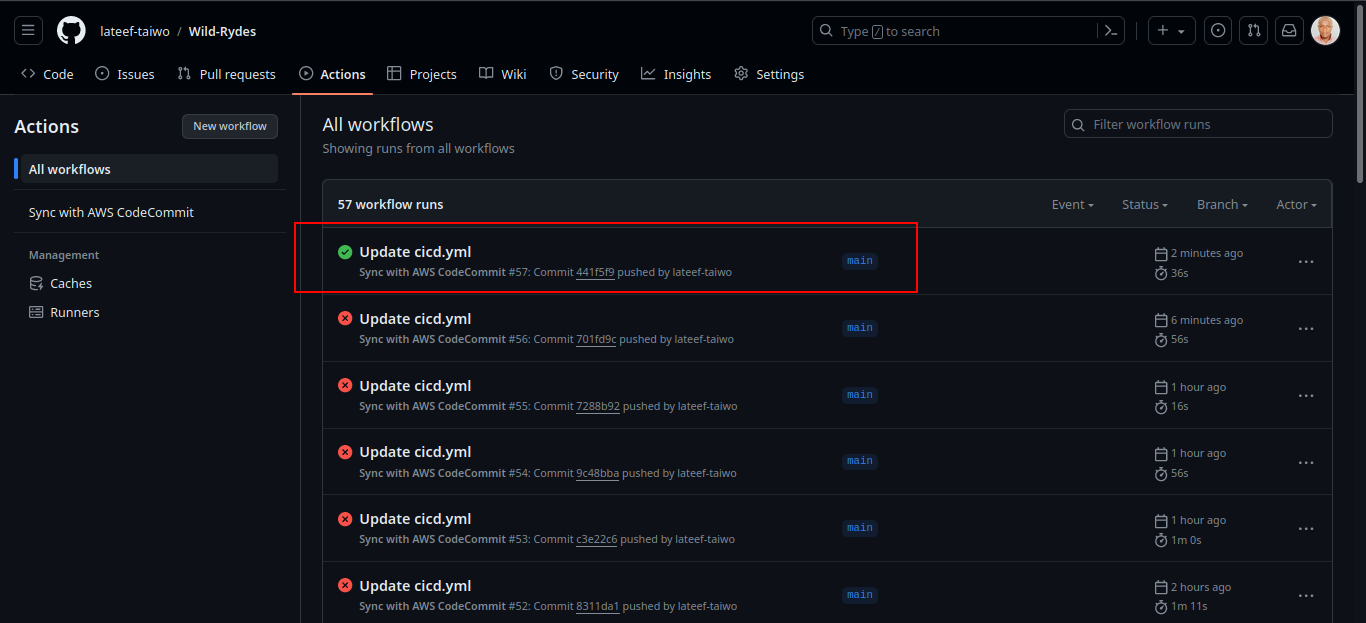 lateef-taiwo / Wild-Rydes
Type / to search
Code Issues Pull requests Actions Projects Wiki Security Insights Settings
Actions
New workflow
All workflows
Sync with AWS CodeCommit
Management
Caches
Runners
All workflows
Showing runs from all workflows
Filter workflow runs
57 workflow runs
Event Status Branch Actor
Update cicd.yml
Sync with AWS CodeCommit #57: Commit 441f5f9 pushed by lateef-taiwo
main
2 minutes ago
36s
Update cicd.yml
Sync with AWS CodeCommit #56: Commit 701fd9c pushed by lateef-taiwo
main
6 minutes ago
56s
Update cicd.yml
Sync with AWS CodeCommit #55: Commit 7288b92 pushed by lateef-taiwo
main
1 hour ago
16s
Update cicd.yml
Sync with AWS CodeCommit #54: Commit 9c48bba pushed by lateef-taiwo
main
1 hour ago
56s
Update cicd.yml
Sync with AWS CodeCommit #53: Commit c3e22c6 pushed by lateef-taiwo
main
1 hour ago
1m 0s
Update cicd.yml
Sync with AWS CodeCommit #52: Commit 8311da1 pushed by lateef-taiwo
main
2 hours ago
1m 11s